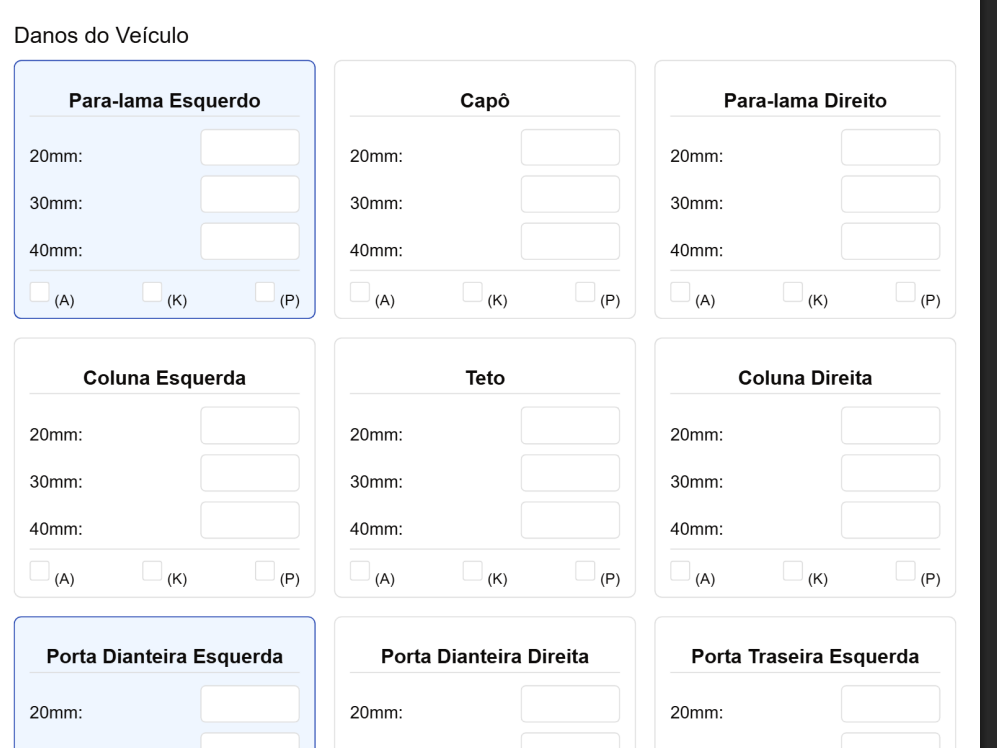 Danos do Veículo
Para-lama Esquerdo
20mm:
30mm:
40mm:
(A) (K) (P)
Capô
20mm:
30mm:
40mm:
(A) (K) (P)
Para-lama Direito
20mm:
30mm:
40mm:
(A) (K) (P)
Coluna Esquerda
20mm:
30mm:
40mm:
(A) (K) (P)
Teto
20mm:
30mm:
40mm:
(A) (K) (P)
Coluna Direita
20mm:
30mm:
40mm:
(A) (K) (P)
Porta Dianteira Esquerda
20mm:
Porta Dianteira Direita
20mm:
Porta Traseira Esquerda
20mm: